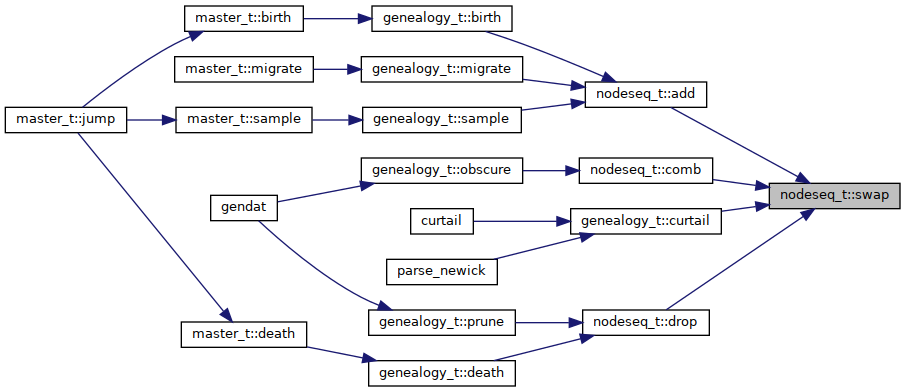 master_t::birth
genealogy_t::birth
master_t::migrate
genealogy_t::migrate
nodeseq_t::add
master_t::jump
master_t::sample
genealogy_t::sample
genealogy_t::obscure
nodeseq_t::comb
nodeseq_t::swap
gendat
curtail
genealogy_t::curtail
parse_newick
genealogy_t::prune
nodeseq_t::drop
master_t::death
genealogy_t::death